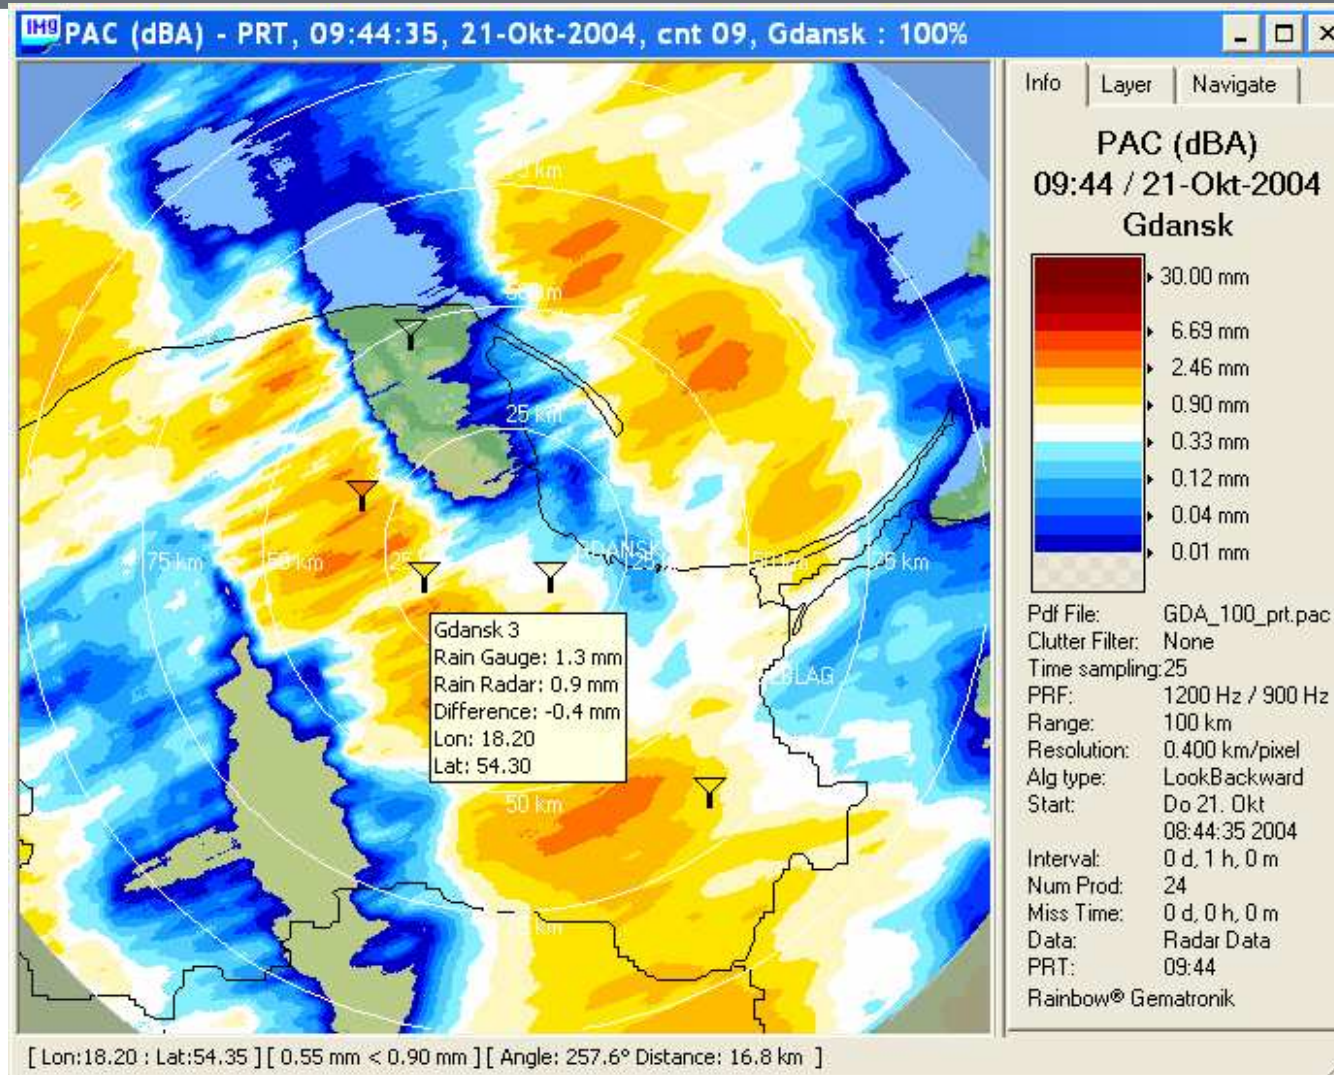 IMG PAC (dBA) - PRT, 09:44:35, 21-Okt-2004, cnt 09, Gdansk : 100%
Info Layer Navigate
PAC (dBA)
09:44 / 21-Okt-2004
Gdansk
30.00 mm
6.69 mm
2.46 mm
0.90 mm
0.33 mm
0.12 mm
0.04 mm
0.01 mm
km
km
25 km
GDANSK
75 km
50 km
25
25
50 km
75 km
Gdansk 3
Rain Gauge: 1.3 mm
Rain Radar: 0.9 mm
Difference: -0.4 mm
Lon: 18.20
Lat: 54.30
50 km
km
Pdf File: GDA_100_prt.pac
Clutter Filter: None
Time sampling:25
PRF: 1200 Hz / 900 Hz
Range: 100 km
Resolution: 0.400 km/pixel
Alg type: LookBackward
Start: Do 21. Okt
08:44:35 2004
Interval: 0 d, 1 h, 0 m
Num Prod: 24
Miss Time: 0 d, 0 h, 0 m
Data: Radar Data
PRT: 09:44
Rainbow® Gematronik
[ Lon:18.20 : Lat:54.35 ][ 0.55 mm < 0.90 mm ][ Angle: 257.6° Distance: 16.8 km ]